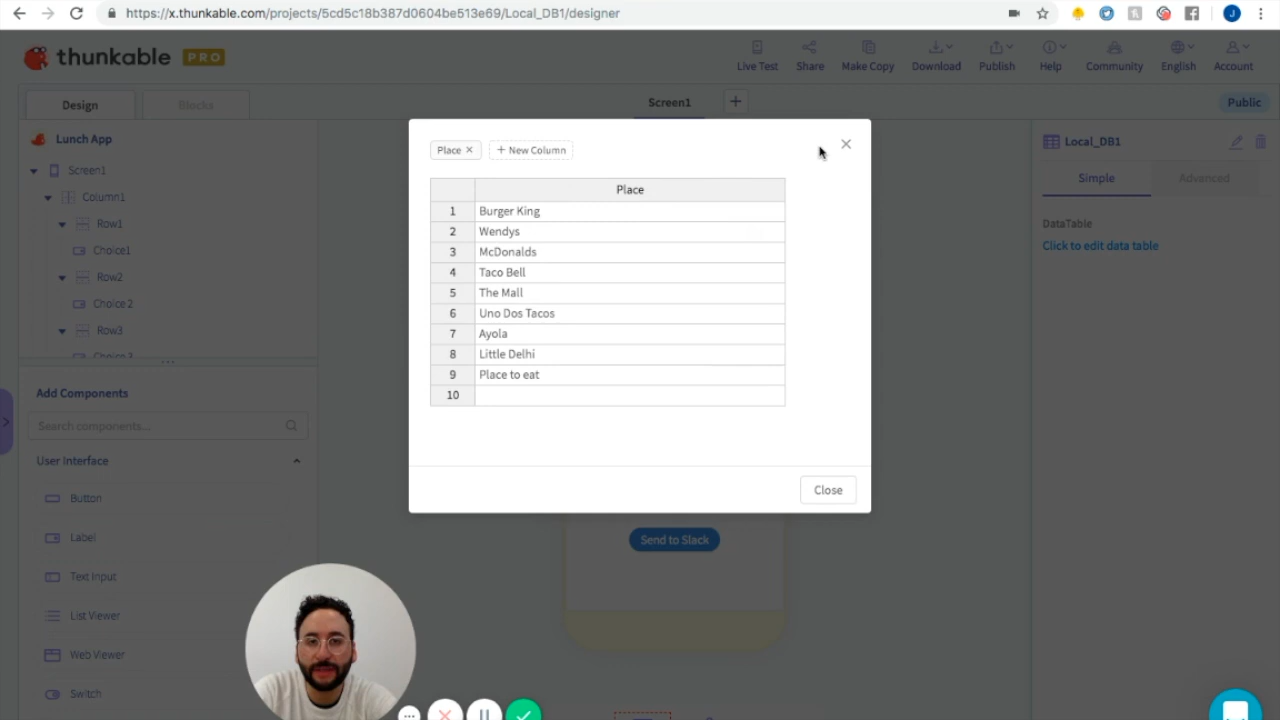 https://x.thunkable.com/projects/5cd5c18b387d0604be513e69/Local_DB1/designer
J
thunkable PRO
Live Test Share Make Copy Download Publish Help Community English Account
Design Blocks Screen1 + Public
Lunch App
Screen1
Column1
Row1
Choice1
Row2
Choice 2
Row3
Choice 3
Add Components
Search components...
User Interface
Button
Label
Text Input
List Viewer
Web Viewer
Switch
Place × + New Column
Place
1 Burger King
2 Wendys
3 McDonalds
4 Taco Bell
5 The Mall
6 Uno Dos Tacos
7 Ayola
8 Little Delhi
9 Place to eat
10
Close
Send to Slack
Local_DB1
Simple Advanced
DataTable
Click to edit data table